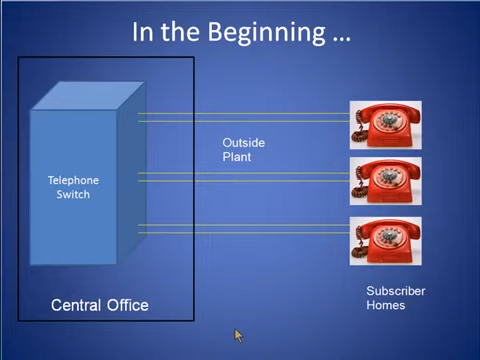 In the Beginning ...
Outside
Plant
Telephone
Switch
Central Office
Subscriber
Homes